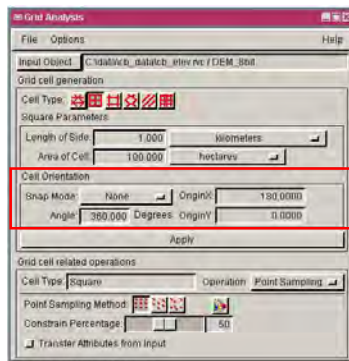 Grid Analysis
File Options Help
Input Object C:\data\cb_data\cb_elev.rvc / DEM_8bit
Grid cell generation
Cell Type:
Square Parameters
Length of Side: 1.000 kilometers
Area of Cell: 100.000 hectares
Cell Orientation
Snap Mode: None OriginX: 180.0000
Angle: 360.000 Degrees OriginY: 0.0000
Apply
Grid cell related operations
Cell Type: Square Operation: Point Sampling
Point Sampling Method:
Constrain Percentage: 50
Transfer Attributes from Input